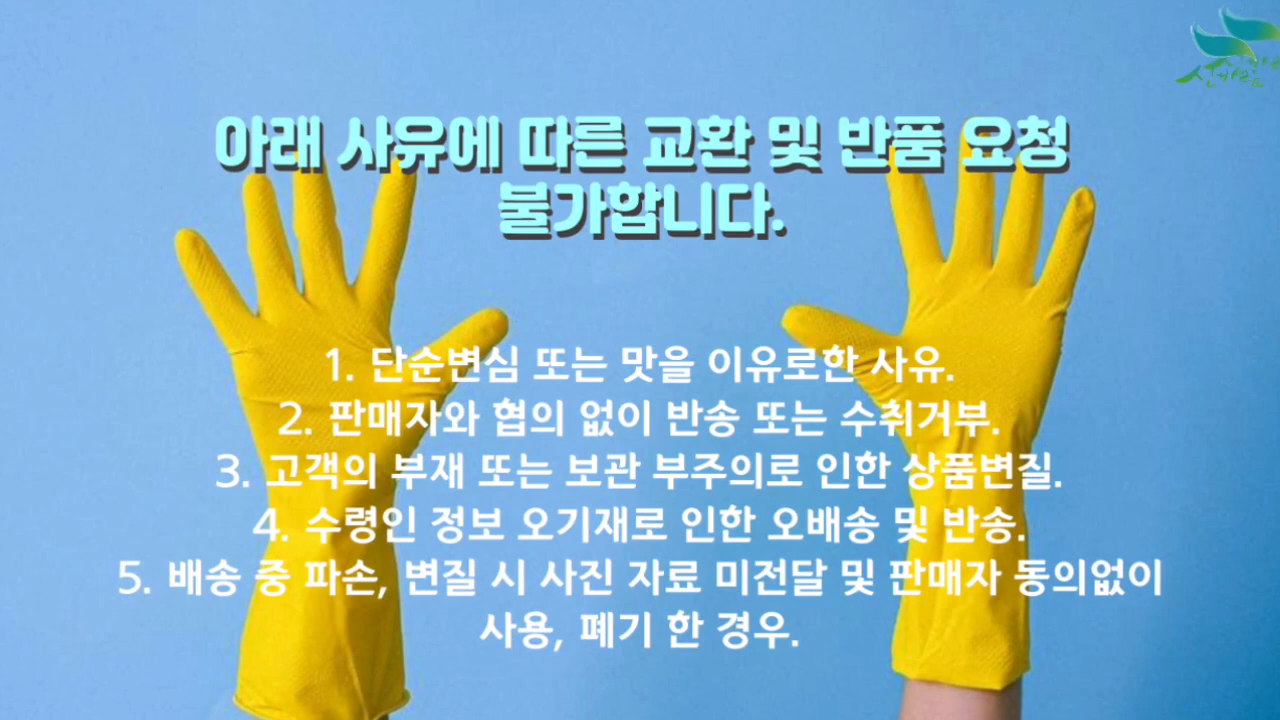 아래 사유에 따른 교환 및 반품 요청
불가합니다.
1. 단순변심 또는 맛을 이유로한 사유.
2. 판매자와 협의 없이 반송 또는 수취거부.
3. 고객의 부재 또는 보관 부주의로 인한 상품변질.
4. 수령인 정보 오기재로 인한 오배송 및 반송.
5. 배송 중 파손, 변질 시 사진 자료 미전달 및 판매자 동의없이
사용, 폐기 한 경우.